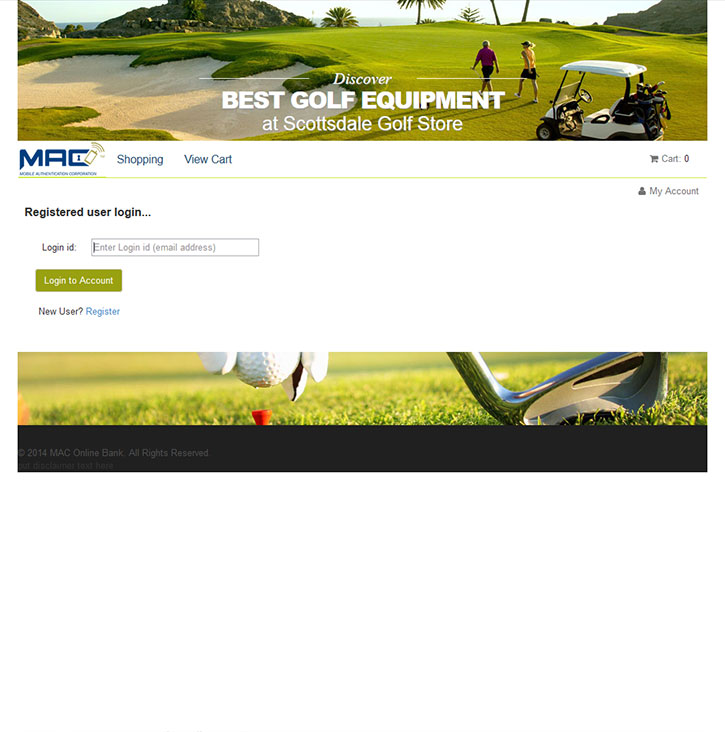 Discover
BEST GOLF EQUIPMENT
at Scottsdale Golf Store
MAC
MOBILE AUTHENTICATION CORPORATION
Shopping
View Cart
Cart: 0
My Account
Registered user login...
Login id:
Enter Login id (email address)
Login to Account
New User? Register
© 2014 MAC Online Bank, All Rights Reserved.
put disclaimer text here